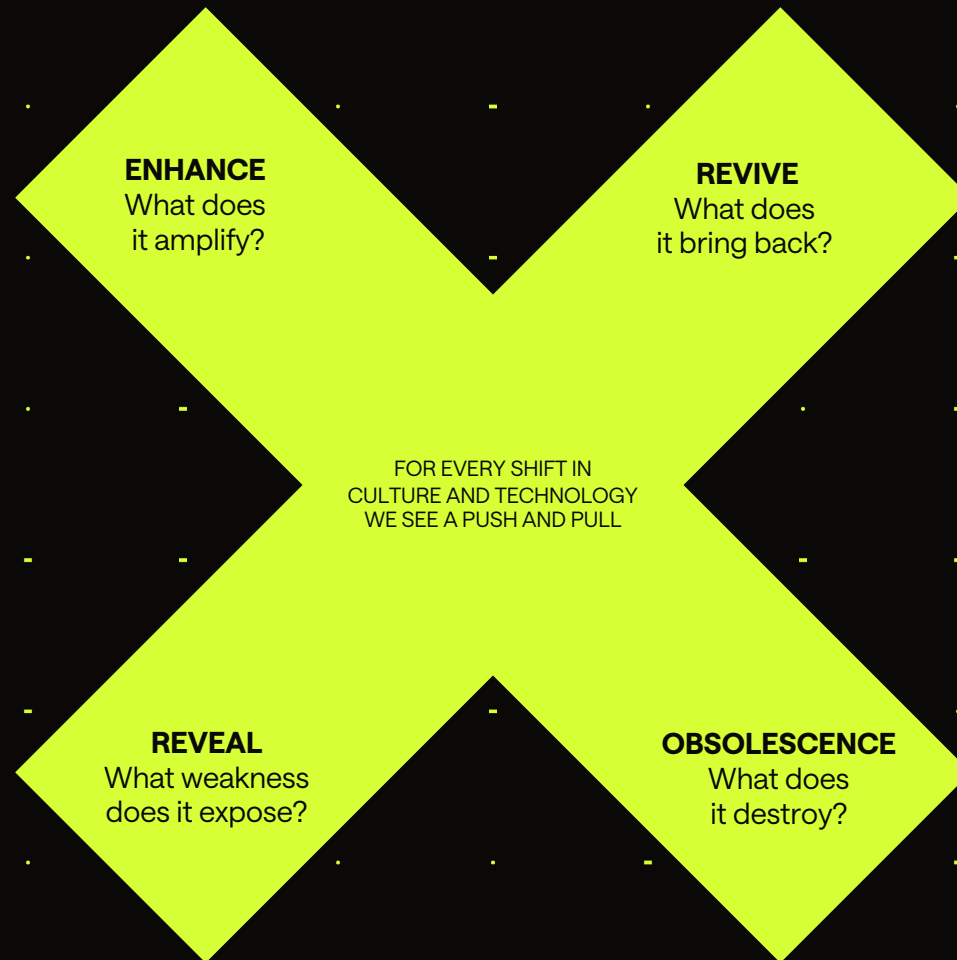 ENHANCE
What does
it amplify?
REVIVE
What does
it bring back?
FOR EVERY SHIFT IN
CULTURE AND TECHNOLOGY
WE SEE A PUSH AND PULL
REVEAL
What weakness
does it expose?
OBSOLESCENCE
What does
it destroy?